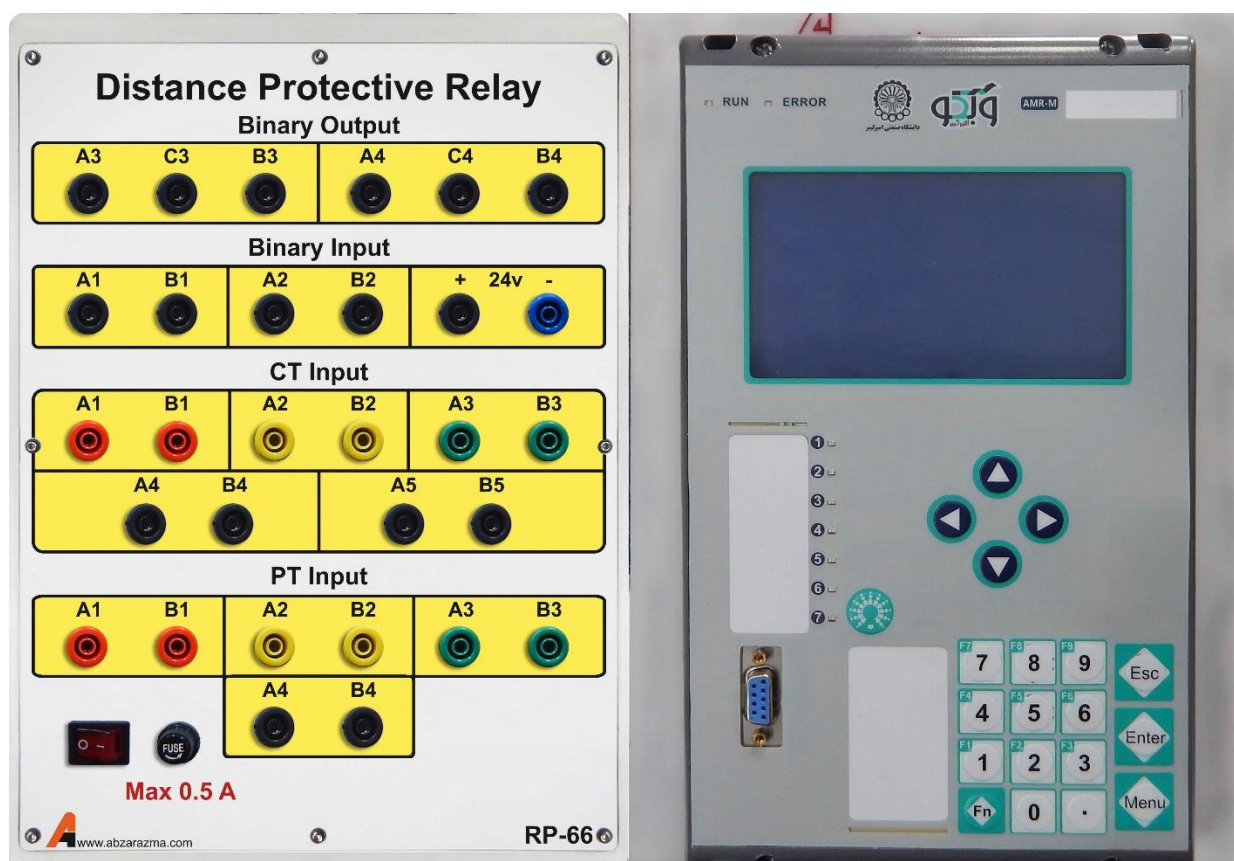 Distance Protective Relay
Binary Output
A3 C3 B3 A4 C4 B4
Binary Input
A1 B1 A2 B2 + 24v -
CT Input
A1 B1 A2 B2 A3 B3
A4 B4 A5 B5
PT Input
A1 B1 A2 B2 A3 B3
A4 B4
FUSE
Max 0.5 A
www.abzarazma.com
RP-66
RUN ERROR
دانشگاه صنعتی امیرکبیر
AMR-M
1
2
3
4
5
6
7
F7 7 F8 8 F9 9 Esc
F4 4 F5 5 F6 6
Enter
F1 1 F2 2 F3 3
Menu
Fn 0 .